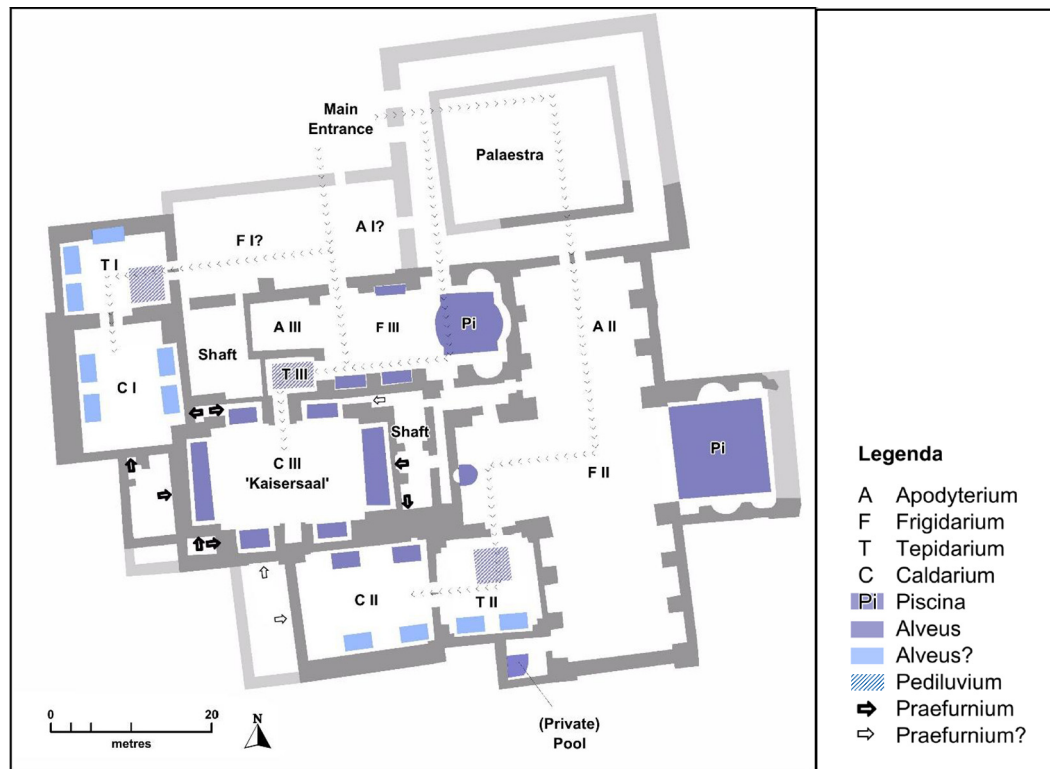 Main
Entrance
Palaestra
F I?
A I?
T I
A III
F III
Pi
A II
Shaft
T III
C I
Shaft
C III
'Kaisersaal'
F II
Pi
C II
T II
(Private)
Pool
0
20
metres
N
Legenda
A Apodyterium
F Frigidarium
T Tepidarium
C Caldarium
Pi Piscina
Alveus
Alveus?
Pediluvium
Praefurnium
Praefurnium?